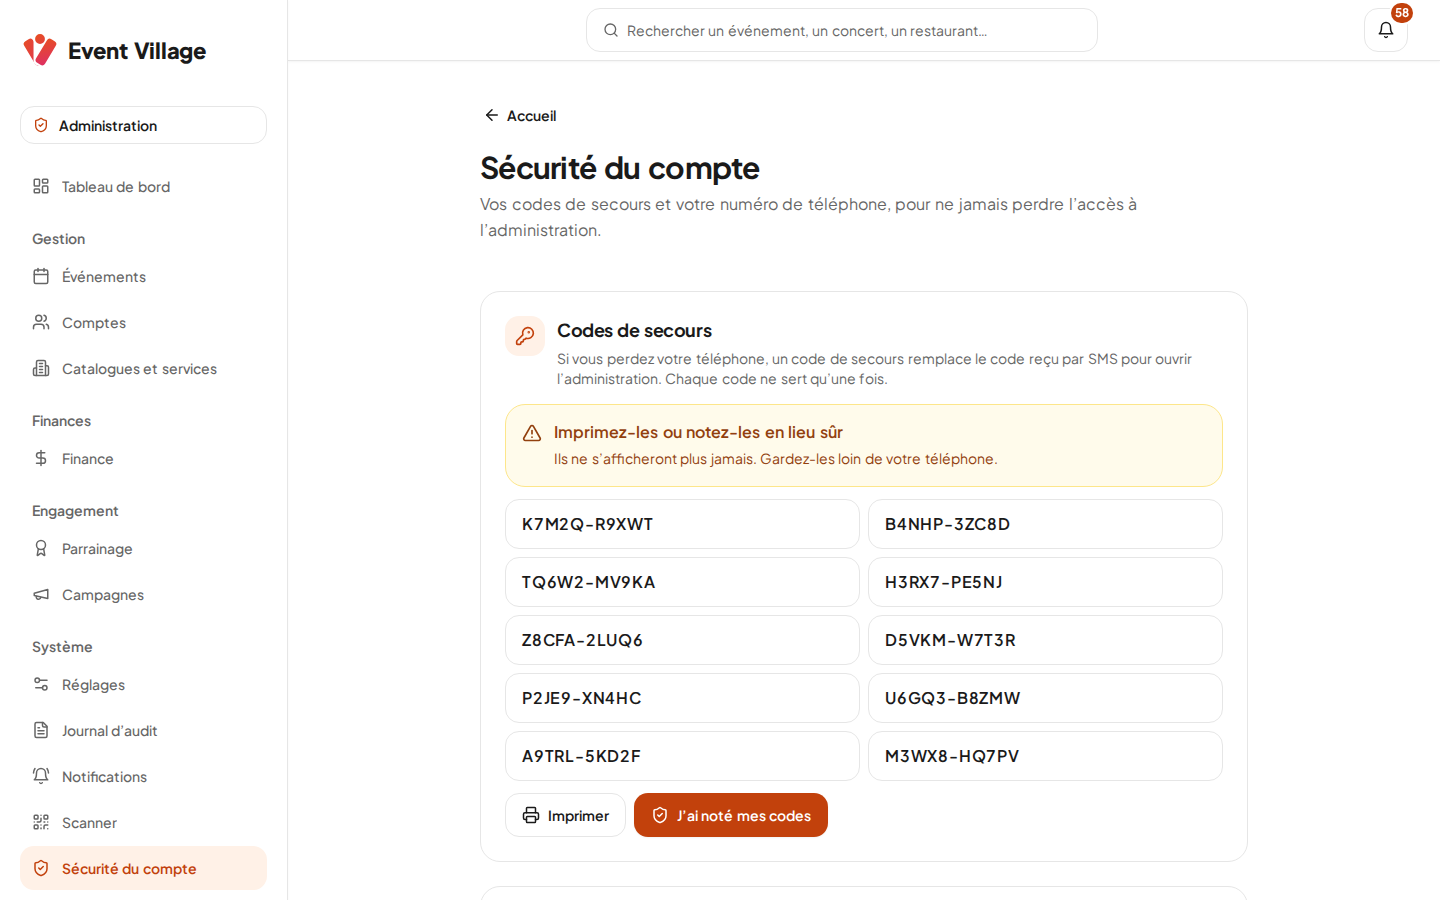 Event Village
Rechercher un événement, un concert, un restaurant…
58
Administration
Tableau de bord
Gestion
Événements
Comptes
Catalogues et services
Finances
Finance
Engagement
Parrainage
Campagnes
Système
Réglages
Journal d’audit
Notifications
Scanner
Sécurité du compte
Accueil
Sécurité du compte
Vos codes de secours et votre numéro de téléphone, pour ne jamais perdre l’accès à
l’administration.
Codes de secours
Si vous perdez votre téléphone, un code de secours remplace le code reçu par SMS pour ouvrir
l’administration. Chaque code ne sert qu’une fois.
Imprimez-les ou notez-les en lieu sûr
Ils ne s’afficheront plus jamais. Gardez-les loin de votre téléphone.
K7M2Q-R9XWT
B4NHP-3ZC8D
TQ6W2-MV9KA
H3RX7-PE5NJ
Z8CFA-2LUQ6
D5VKM-W7T3R
P2JE9-XN4HC
U6GQ3-B8ZMW
A9TRL-5KD2F
M3WX8-HQ7PV
Imprimer
J’ai noté mes codes